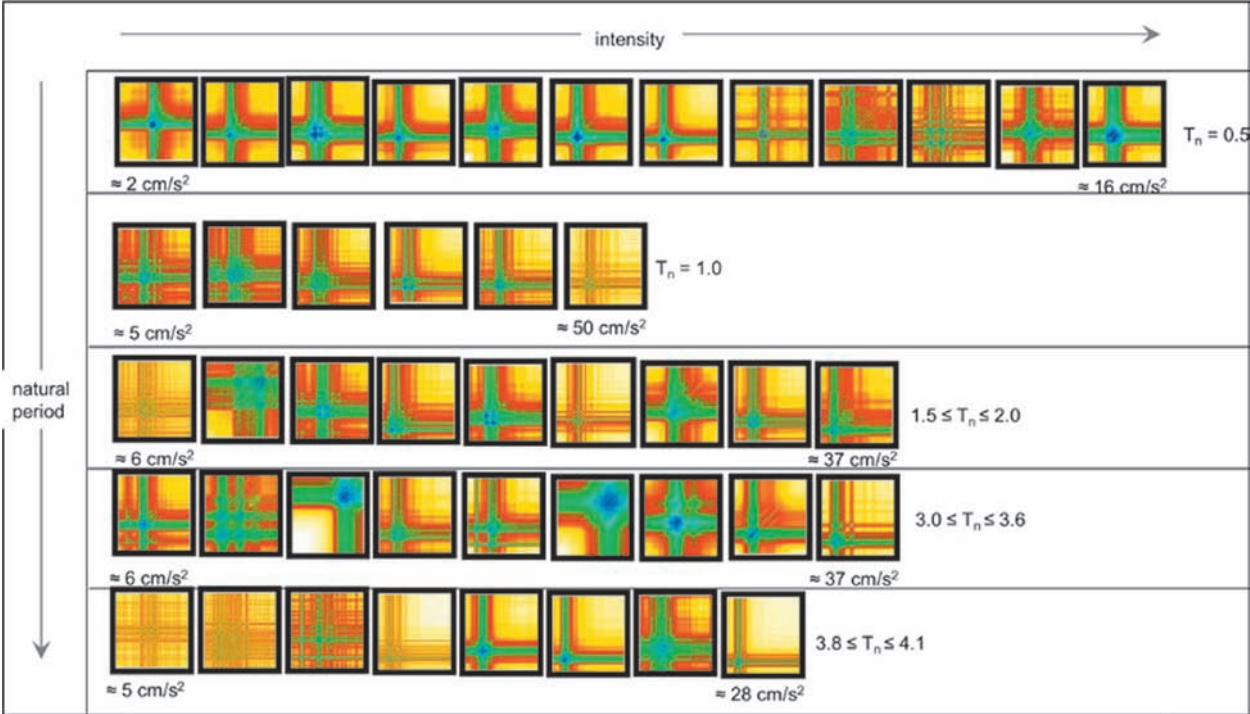 intensity
Tₙ = 0.5
≈ 2 cm/s²
≈ 16 cm/s²
Tₙ = 1.0
≈ 5 cm/s²
≈ 50 cm/s²
natural
period
1.5 ≤ Tₙ ≤ 2.0
≈ 6 cm/s²
≈ 37 cm/s²
3.0 ≤ Tₙ ≤ 3.6
≈ 6 cm/s²
≈ 37 cm/s²
3.8 ≤ Tₙ ≤ 4.1
≈ 5 cm/s²
≈ 28 cm/s²